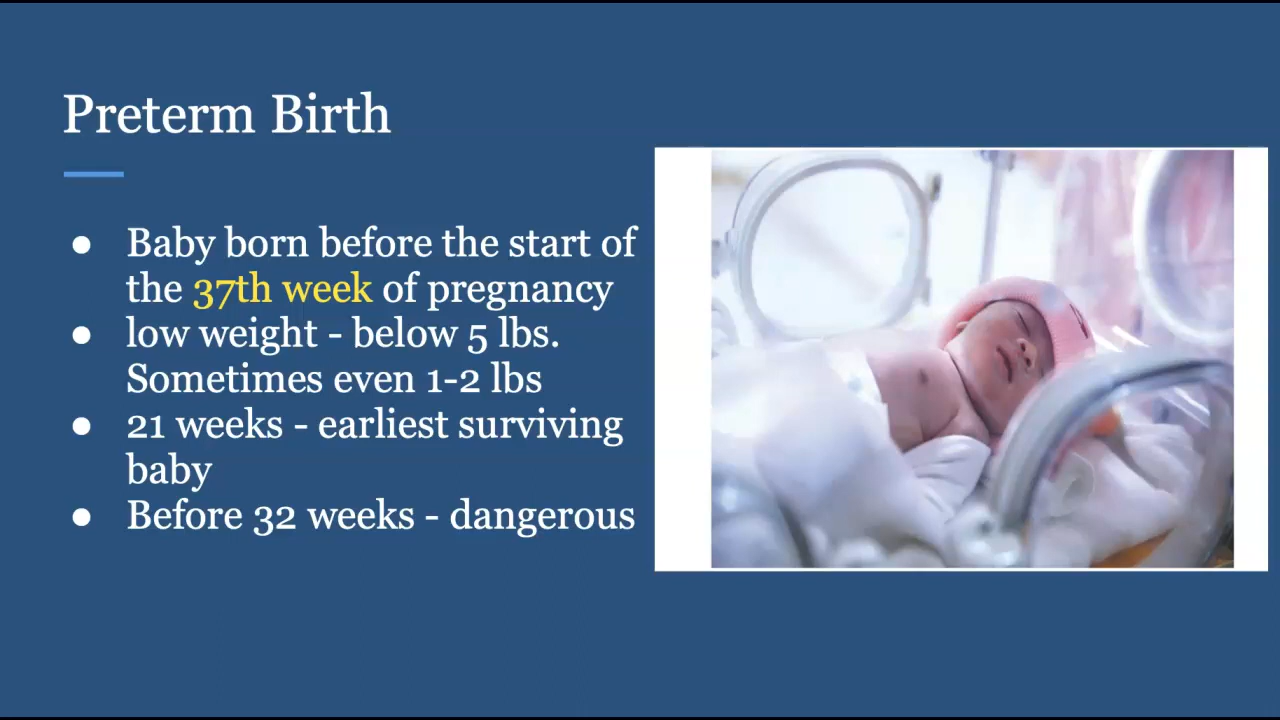 Preterm Birth
● Baby born before the start of
the 37th week of pregnancy
● low weight - below 5 lbs.
Sometimes even 1-2 lbs
● 21 weeks - earliest surviving
baby
● Before 32 weeks - dangerous